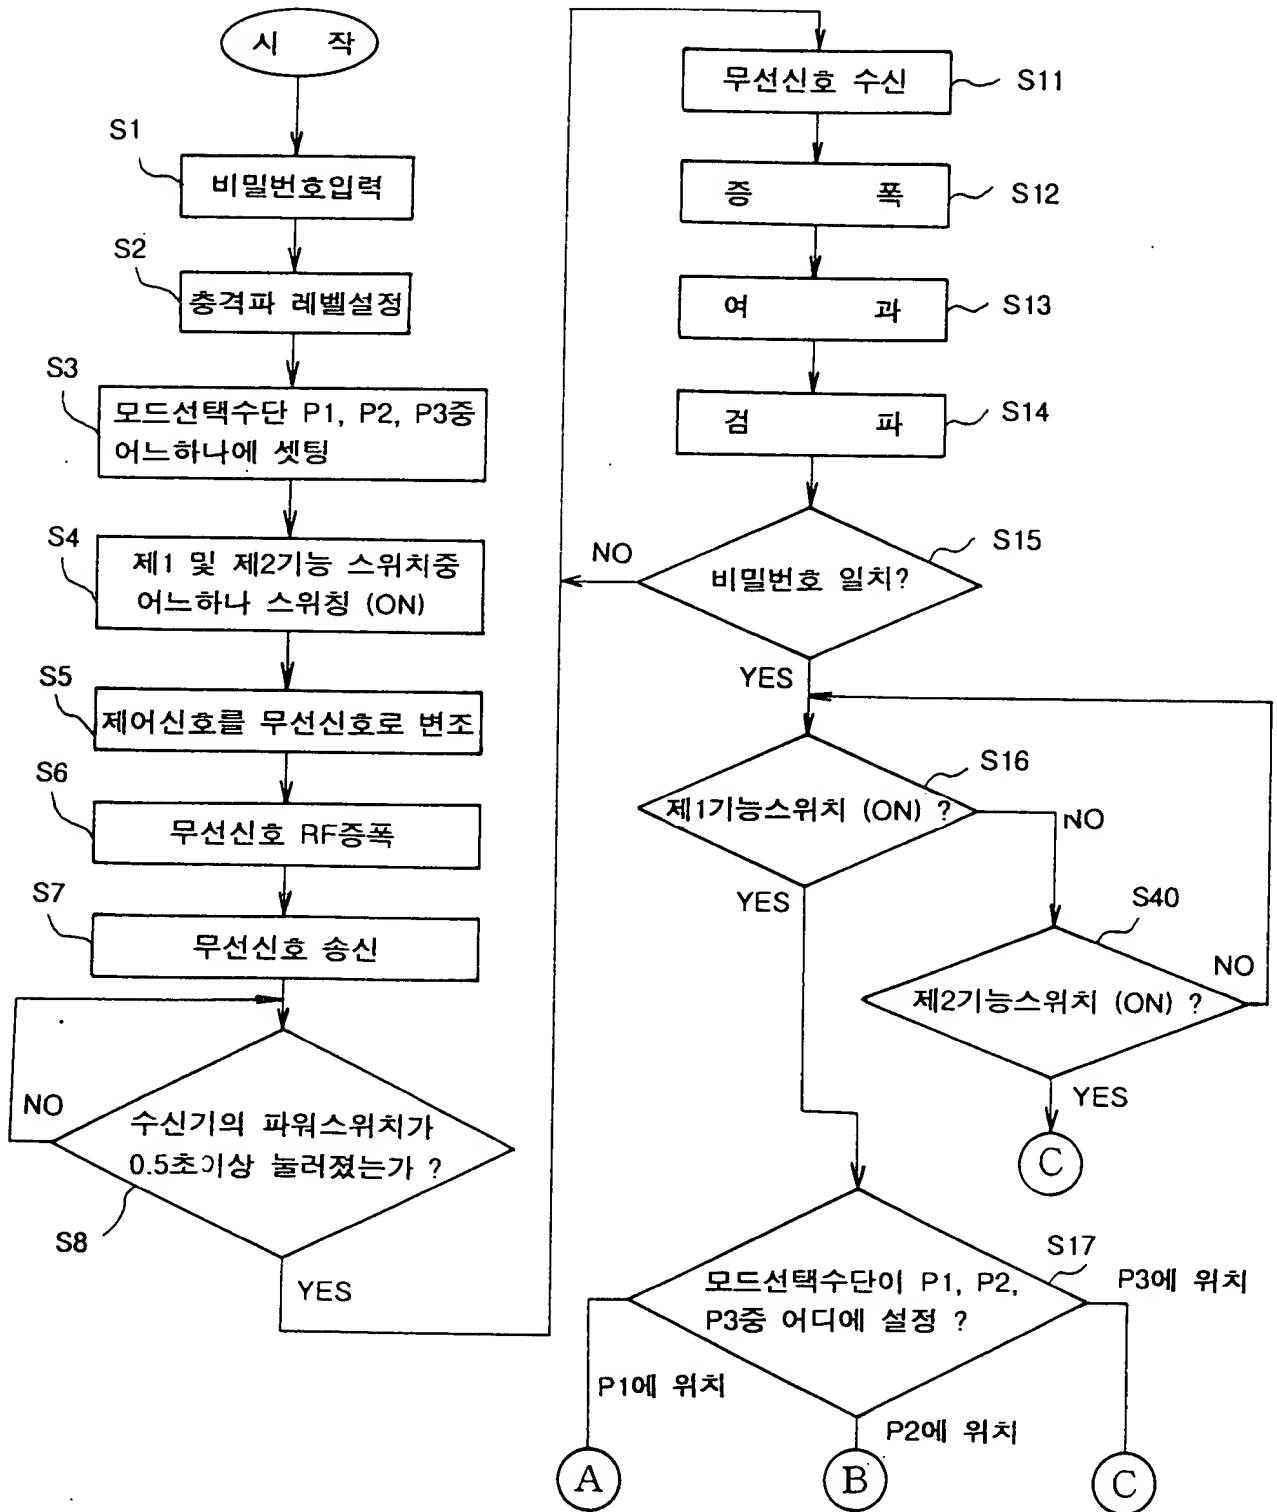 시 작
S1
비밀번호입력
S2
충격파 레벨설정
S3
모드선택수단 P1, P2, P3중
어느하나에 셋팅
S4
제1 및 제2기능 스위치중
어느하나 스위칭 (ON)
S5
제어신호를 무선신호로 변조
S6
무선신호 RF증폭
S7
무선신호 송신
NO
수신기의 파워스위치가
0.5초이상 눌러졌는가 ?
S8
YES
무선신호 수신
S11
증 폭
S12
여 과
S13
검 파
S14
S15
NO
비밀번호 일치?
YES
S16
제1기능스위치 (ON) ?
NO
YES
S40
NO
제2기능스위치 (ON) ?
YES
C
S17
모드선택수단이 P1, P2,
P3중 어디에 설정 ?
P3에 위치
P1에 위치
P2에 위치
A
B
C